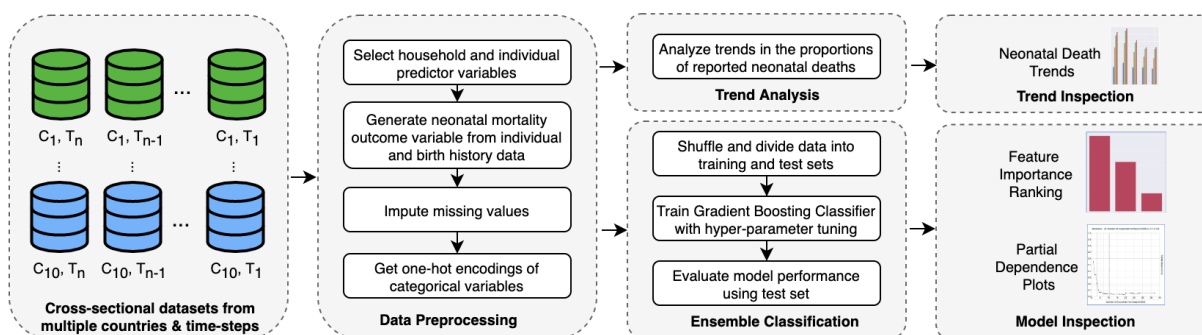 C1, Tn
C1, Tn-1
...
C1, T1
...
...
...
...
C10, Tn
C10, Tn-1
C10, T1
Cross-sectional datasets from
multiple countries & time-steps
Select household and individual
predictor variables
Generate neonatal mortality
outcome variable from individual
and birth history data
Impute missing values
Get one-hot encodings of
categorical variables
Data Preprocessing
Analyze trends in the proportions
of reported neonatal deaths
Trend Analysis
Neonatal Death
Trends
Trend Inspection
Shuffle and divide data into
training and test sets
Train Gradient Boosting Classifier
with hyper-parameter tuning
Evaluate model performance
using test set
Ensemble Classification
Feature
Importance
Ranking
Partial
Dependence
Plots
Model Inspection